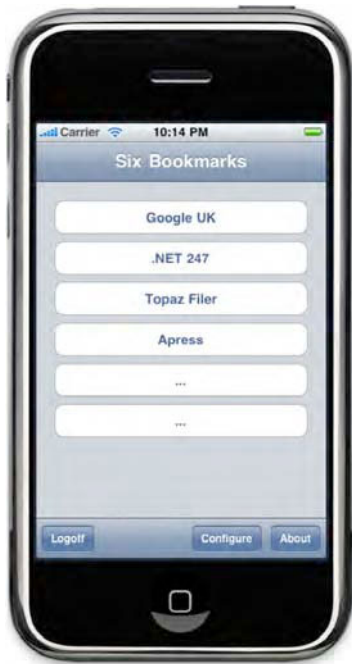 Carrier 10:14 PM
Six Bookmarks
Google UK
.NET 247
Topaz Filer
Apress
...
...
Logoff Configure About